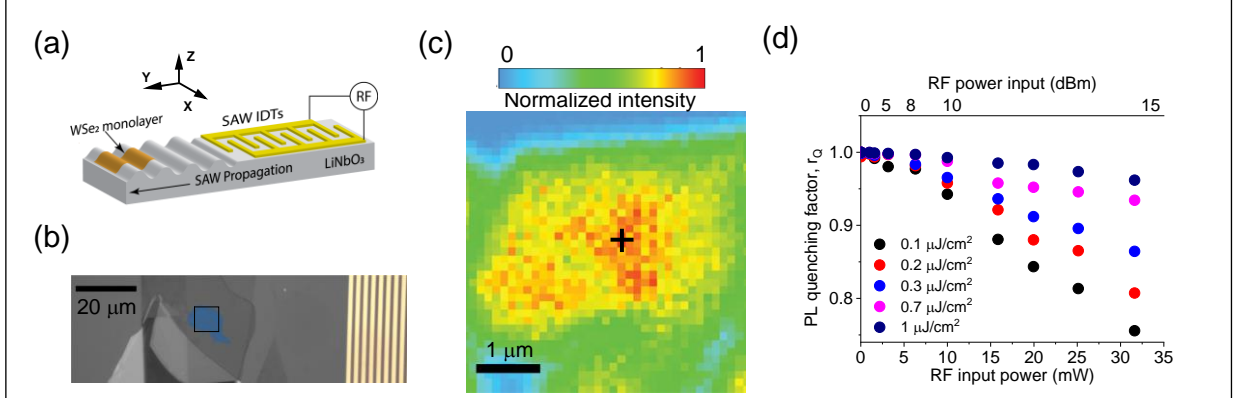 (a)
Z
Y
X
RF
SAW IDTs
WSe₂ monolayer
LiNbO₃
SAW Propagation
(b)
20 μm
(c)
0 1
Normalized intensity
1 μm
(d)
RF power input (dBm)
0 5 8 10 15
1.0
0.9
0.8
PL quenching factor, r_Q
0.1 μJ/cm²
0.2 μJ/cm²
0.3 μJ/cm²
0.7 μJ/cm²
1 μJ/cm²
0 5 10 15 20 25 30 35
RF input power (mW)